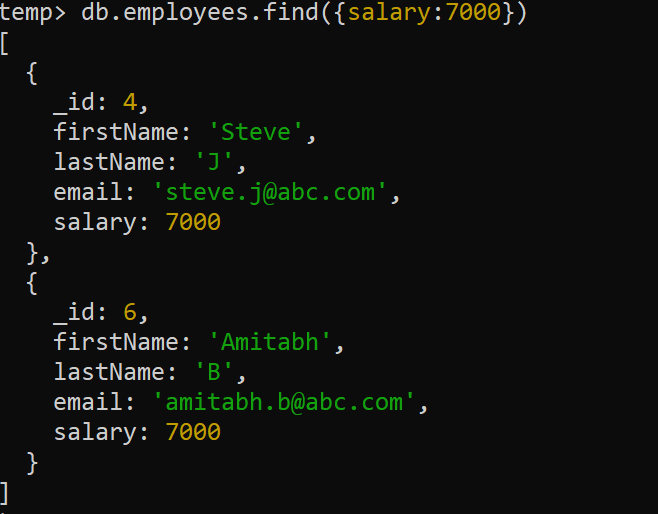 temp> db.employees.find({salary:7000})
[
  {
    _id: 4,
    firstName: 'Steve',
    lastName: 'J',
    email: 'steve.j@abc.com',
    salary: 7000
  },
  {
    _id: 6,
    firstName: 'Amitabh',
    lastName: 'B',
    email: 'amitabh.b@abc.com',
    salary: 7000
  }
]